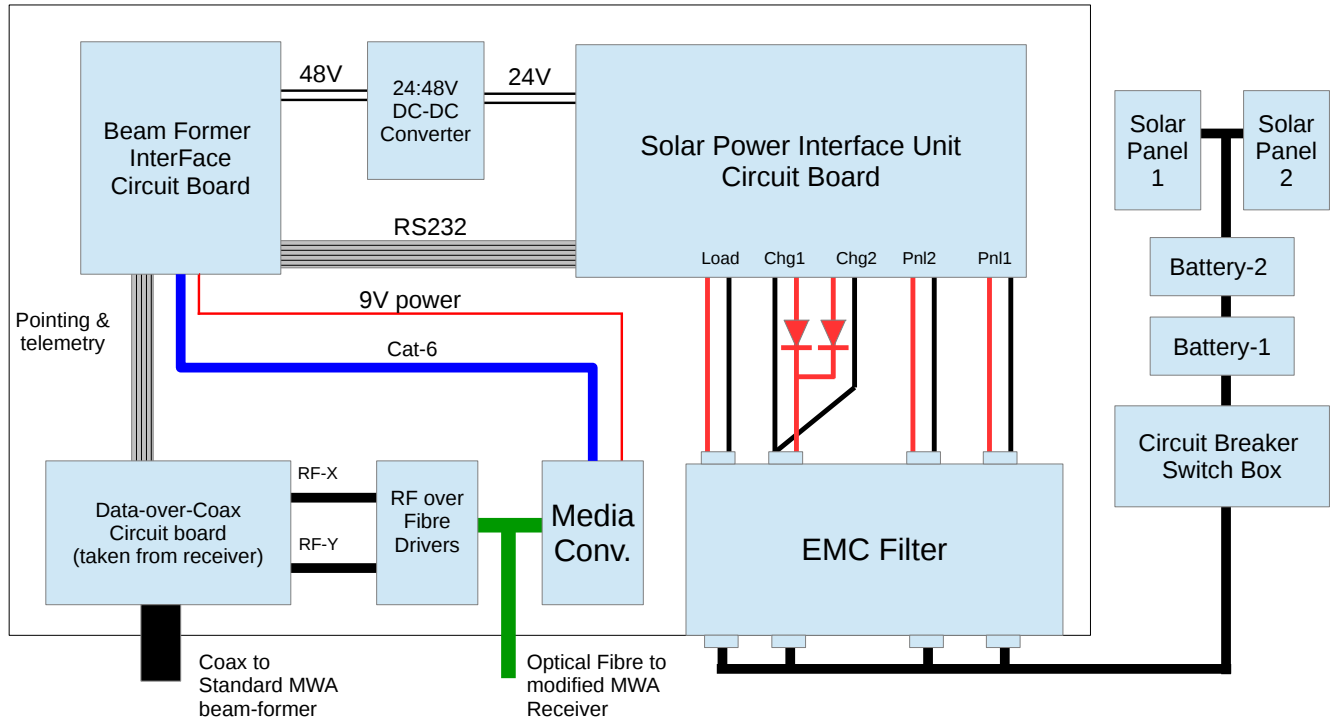 48V
24V
24:48V
DC-DC
Converter
Beam Former
InterFace
Circuit Board
Solar Power Interface Unit
Circuit Board
Solar
Panel
1
Solar
Panel
2
RS232
Load
Chg1
Chg2
Pnl2
Pnl1
Battery-2
9V power
Pointing &
telemetry
Cat-6
Battery-1
Circuit Breaker
Switch Box
RF-X
RF-Y
Data-over-Coax
Circuit board
(taken from receiver)
RF over
Fibre
Drivers
Media
Conv.
EMC Filter
Coax to
Standard MWA
beam-former
Optical Fibre to
modified MWA
Receiver